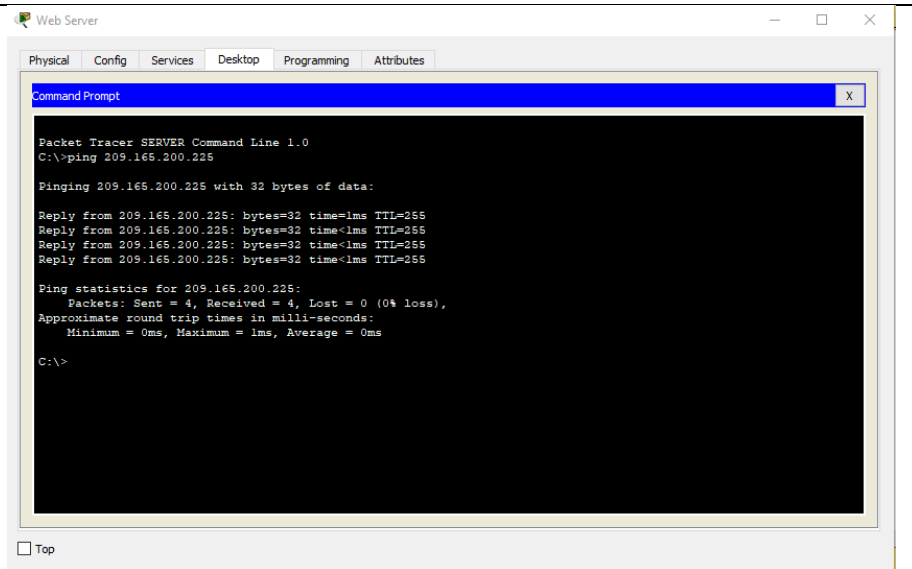 Web Server
Physical Config Services Desktop Programming Attributes
Command Prompt X
Packet Tracer SERVER Command Line 1.0
C:\>ping 209.165.200.225
Pinging 209.165.200.225 with 32 bytes of data:
Reply from 209.165.200.225: bytes=32 time=1ms TTL=255
Reply from 209.165.200.225: bytes=32 time<1ms TTL=255
Reply from 209.165.200.225: bytes=32 time<1ms TTL=255
Reply from 209.165.200.225: bytes=32 time<1ms TTL=255
Ping statistics for 209.165.200.225:
Packets: Sent = 4, Received = 4, Lost = 0 (0% loss),
Approximate round trip times in milli-seconds:
Minimum = 0ms, Maximum = 1ms, Average = 0ms
C:\>
Top